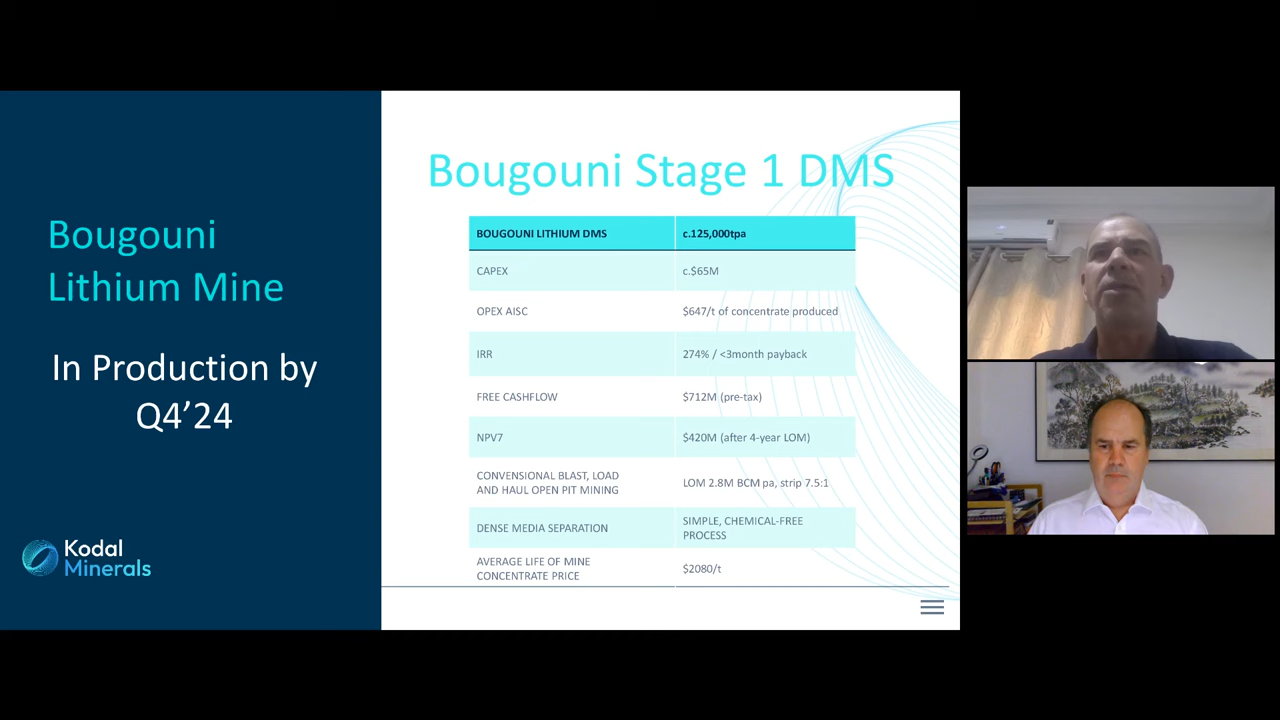 Bougouni
Lithium Mine
In Production by
Q4’24
Kodal
Minerals
Bougouni Stage 1 DMS
BOUGOUNI LITHIUM DMS c.125,000tpa
CAPEX c.$65M
OPEX AISC $647/t of concentrate produced
IRR 274% / <3month payback
FREE CASHFLOW $712M (pre-tax)
NPV7 $420M (after 4-year LOM)
CONVENSIONAL BLAST, LOAD
AND HAUL OPEN PIT MINING
LOM 2.8M BCM pa, strip 7.5:1
DENSE MEDIA SEPARATION
SIMPLE, CHEMICAL-FREE
PROCESS
AVERAGE LIFE OF MINE
CONCENTRATE PRICE
$2080/t